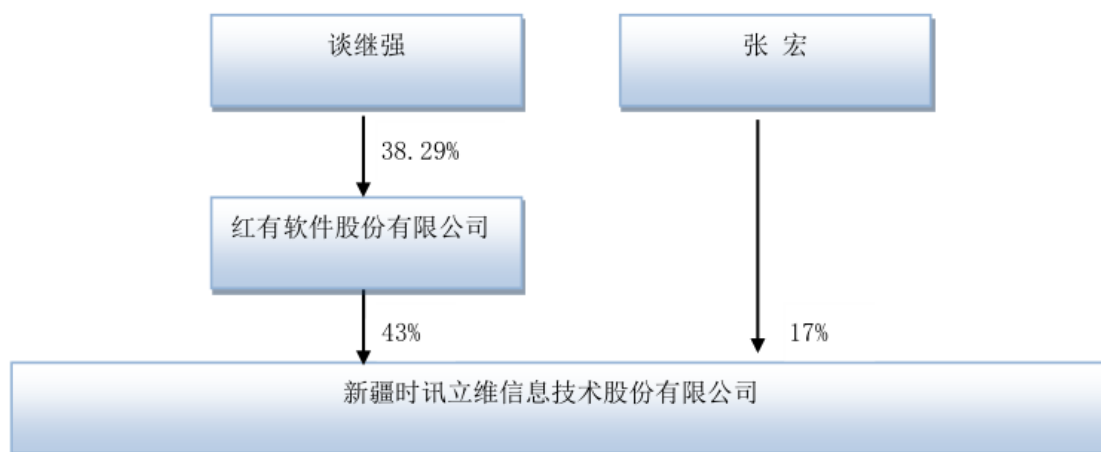 谈继强
张 宏
38.29%
红有软件股份有限公司
43%
17%
新疆时讯立维信息技术股份有限公司